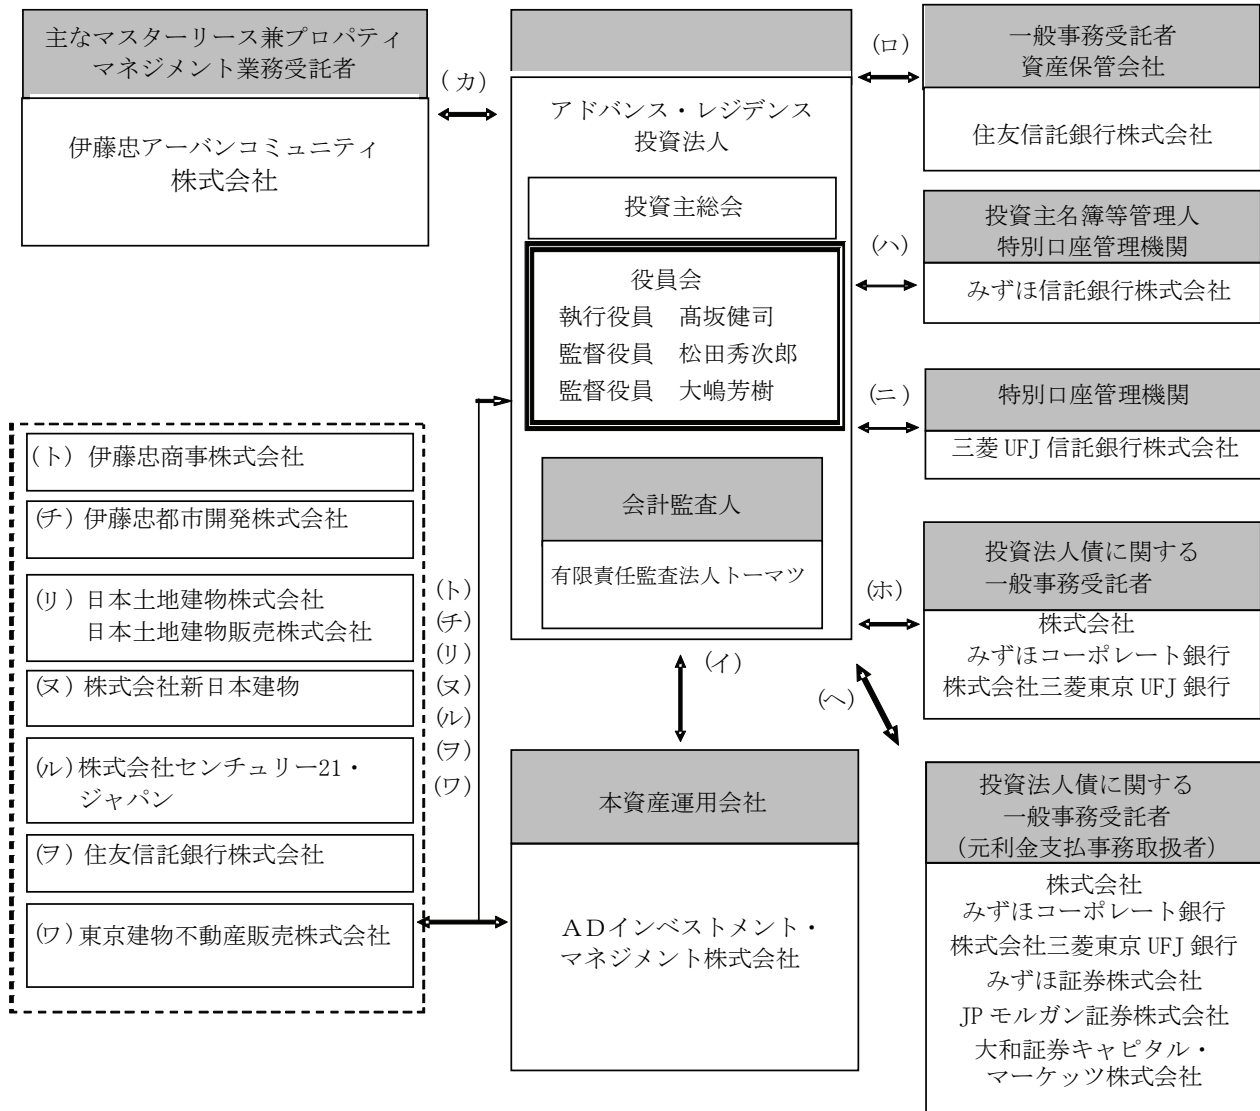 主なマスターリース兼プロパティ
マネジメント業務受託者
伊藤忠アーバンコミュニティ
株式会社
(カ)
アドバンス・レジデンス
投資法人
投資主総会
役員会
執行役員 髙坂健司
監督役員 松田秀次郎
監督役員 大嶋芳樹
会計監査人
有限責任監査法人トーマツ
(ロ)
一般事務受託者
資産保管会社
住友信託銀行株式会社
(ハ)
投資主名簿等管理人
特別口座管理機関
みずほ信託銀行株式会社
(ニ)
特別口座管理機関
三菱UFJ信託銀行株式会社
(ホ)
投資法人債に関する
一般事務受託者
株式会社
みずほコーポレート銀行
株式会社三菱東京UFJ銀行
(ヘ)
投資法人債に関する
一般事務受託者
(元利金支払事務取扱者)
株式会社
みずほコーポレート銀行
株式会社三菱東京UFJ銀行
みずほ証券株式会社
JPモルガン証券株式会社
大和証券キャピタル・
マーケッツ株式会社
(イ)
本資産運用会社
ADインベストメント・
マネジメント株式会社
(ト)
(チ)
(リ)
(ヌ)
(ル)
(ヲ)
(ワ)
(ト) 伊藤忠商事株式会社
(チ) 伊藤忠都市開発株式会社
(リ) 日本土地建物株式会社
日本土地建物販売株式会社
(ヌ) 株式会社新日本建物
(ル) 株式会社センチュリー21・
ジャパン
(ヲ) 住友信託銀行株式会社
(ワ) 東京建物不動産販売株式会社